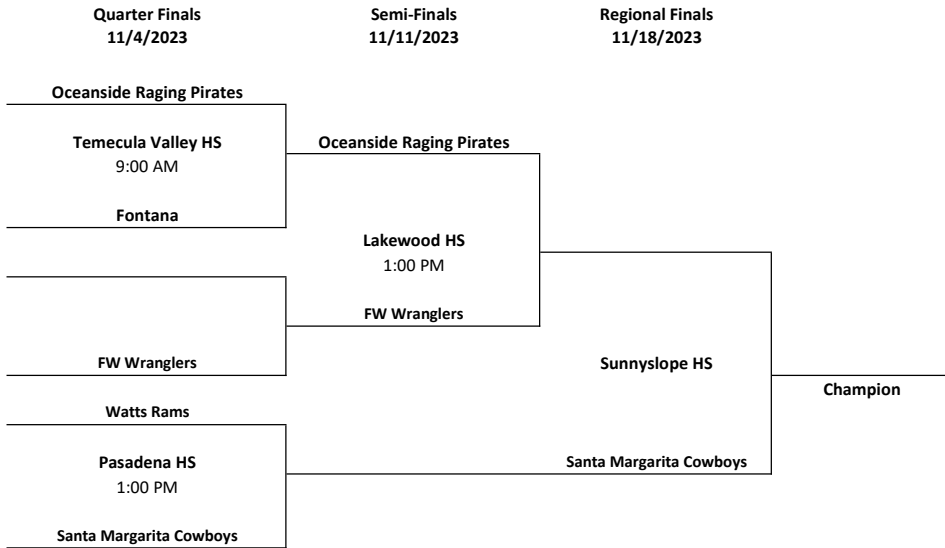 Quarter Finals
11/4/2023
Semi-Finals
11/11/2023
Regional Finals
11/18/2023
Oceanside Raging Pirates
Temecula Valley HS
9:00 AM
Fontana
Oceanside Raging Pirates
Lakewood HS
1:00 PM
FW Wranglers
FW Wranglers
Sunnyslope HS
Champion
Watts Rams
Pasadena HS
1:00 PM
Santa Margarita Cowboys
Santa Margarita Cowboys